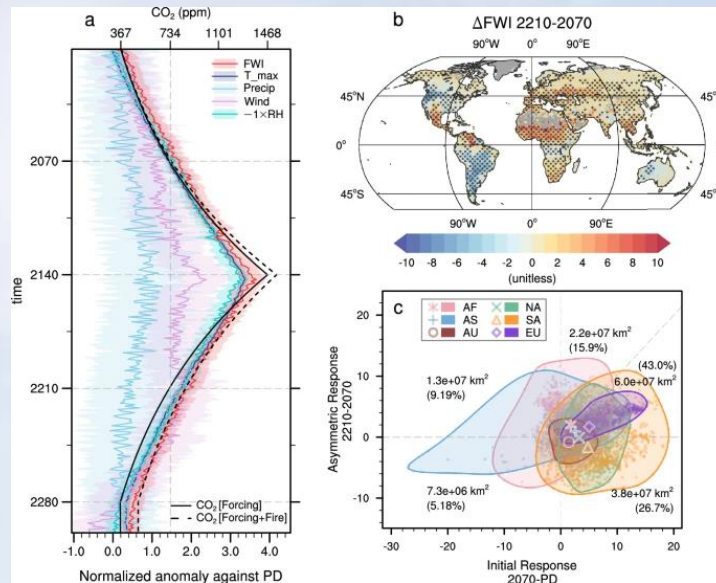 CO₂ (ppm)
367 734 1101 1468
a
FWI
T_max
Precip
Wind
−1×RH
time
2070
2140
2210
2280
CO₂ [Forcing]
CO₂ [Forcing+Fire]
-1.0 0.0 1.0 2.0 3.0 4.0
Normalized anomaly against PD
b ΔFWI 2210-2070
90°W 0° 90°E
45°N 45°N
0° 0°
45°S 45°S
90°W 0° 90°E
-10 -8 -6 -4 -2 0 2 4 6 8 10
(unitless)
c
AF NA
AS SA
AU EU
2.2e+07 km²
(15.9%)
(43.0%)
6.0e+07 km²
1.3e+07 km²
(9.19%)
7.3e+06 km²
(5.18%)
3.8e+07 km²
(26.7%)
Asymmetric Response
2210-2070
20
10
0
-10
-30 -20 -10 0 10 20
Initial Response
2070-PD